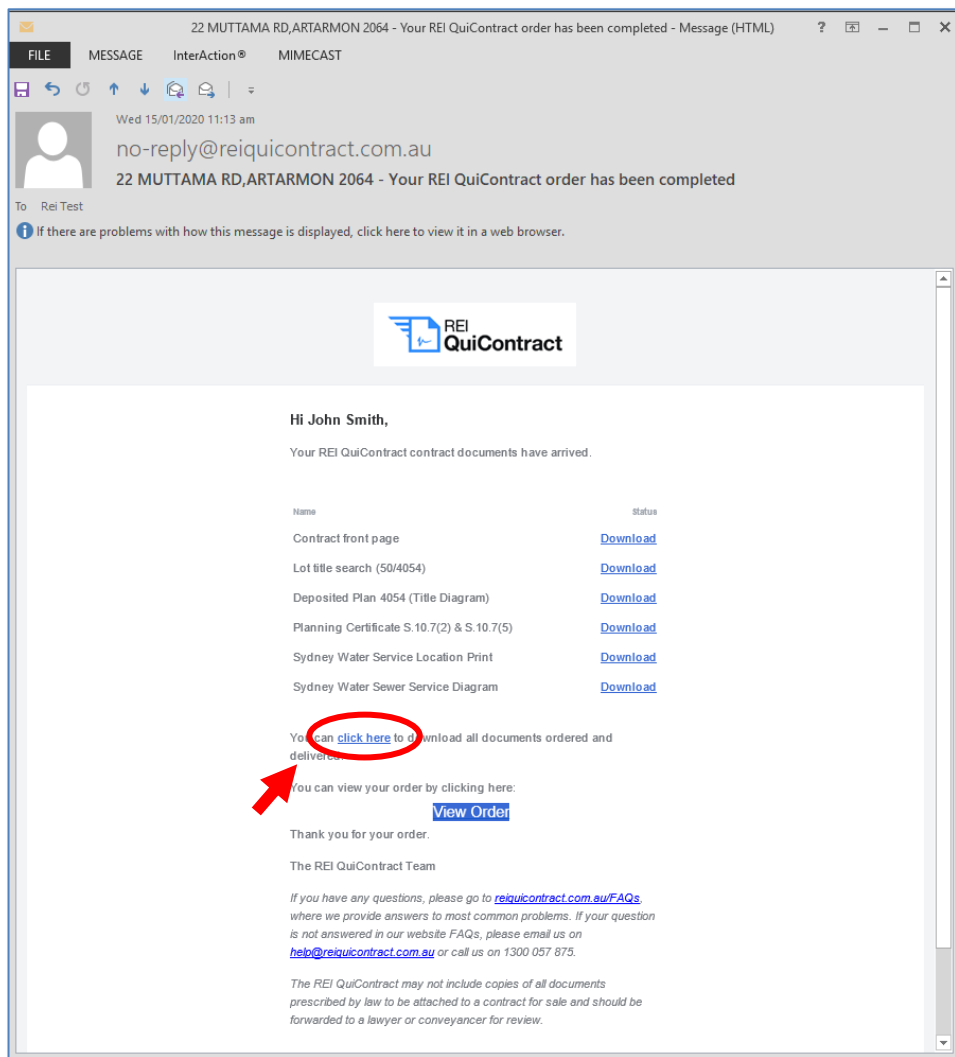 22 MUTTAMA RD,ARTARMON 2064 - Your REI QuiContract order has been completed - Message (HTML)
FILE MESSAGE InterAction® MIMECAST
Wed 15/01/2020 11:13 am
no-reply@reiquicontract.com.au
22 MUTTAMA RD,ARTARMON 2064 - Your REI QuiContract order has been completed
To Rei Test
If there are problems with how this message is displayed, click here to view it in a web browser.
REI
QuiContract
Hi John Smith,
Your REI QuiContract contract documents have arrived.
Name Status
Contract front page Download
Lot title search (50/4054) Download
Deposited Plan 4054 (Title Diagram) Download
Planning Certificate S.10.7(2) & S.10.7(5) Download
Sydney Water Service Location Print Download
Sydney Water Sewer Service Diagram Download
You can click here to download all documents ordered and
delivered.
You can view your order by clicking here:
View Order
Thank you for your order.
The REI QuiContract Team
If you have any questions, please go to reiquicontract.com.au/FAQs,
where we provide answers to most common problems. If your question
is not answered in our website FAQs, please email us on
help@reiquicontract.com.au or call us on 1300 057 875.
The REI QuiContract may not include copies of all documents
prescribed by law to be attached to a contract for sale and should be
forwarded to a lawyer or conveyancer for review.